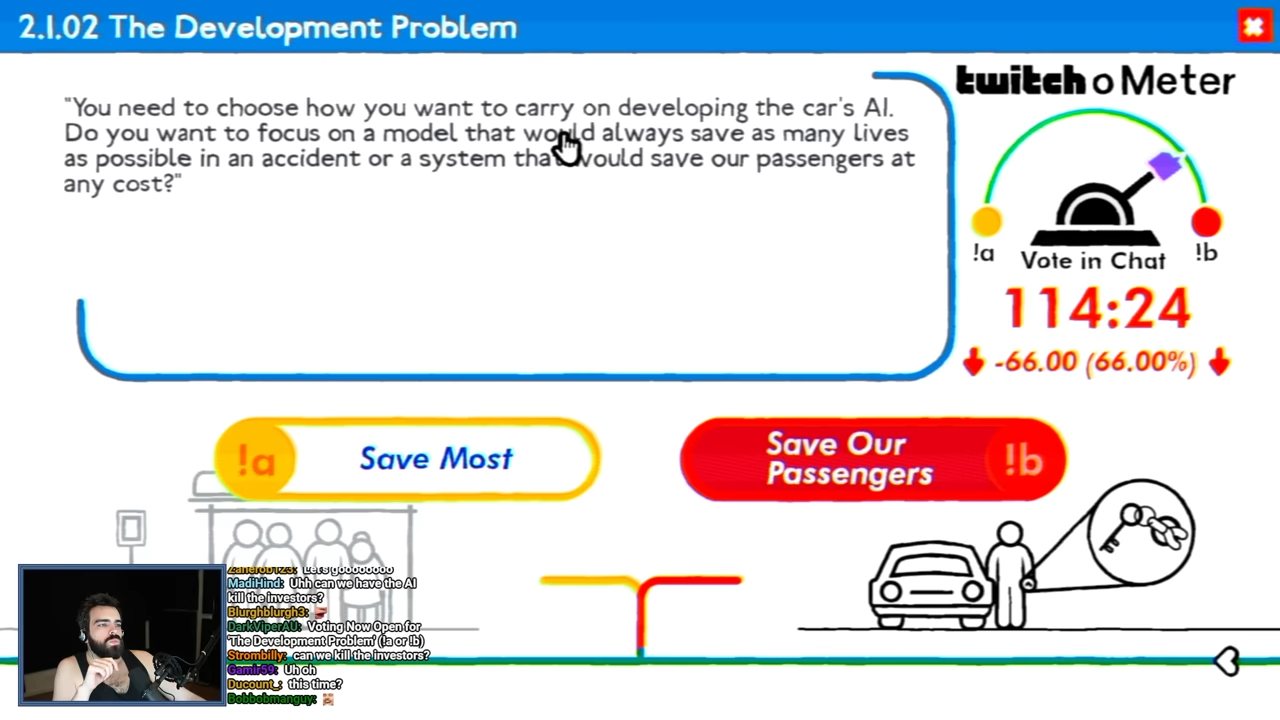 2.1.02 The Development Problem
"You need to choose how you want to carry on developing the car's AI.
Do you want to focus on a model that would always save as many lives
as possible in an accident or a system that would save our passengers at
any cost?"
twitch o Meter
!a
Vote in Chat
!b
114:24
-66.00 (66.00%)
!a
Save Most
Save Our
Passengers
!b
Zanerob123: Lets gooooooo
MadiHind: Uhh can we have the AI
kill the investors?
Blurghblurgh3:
DarkViperAU: Voting Now Open for
'The Development Problem' (!a or !b)
Strombilly: can we kill the investors?
Gamir59: Uh oh
Ducount_: this time?
Bobbobmanguy: